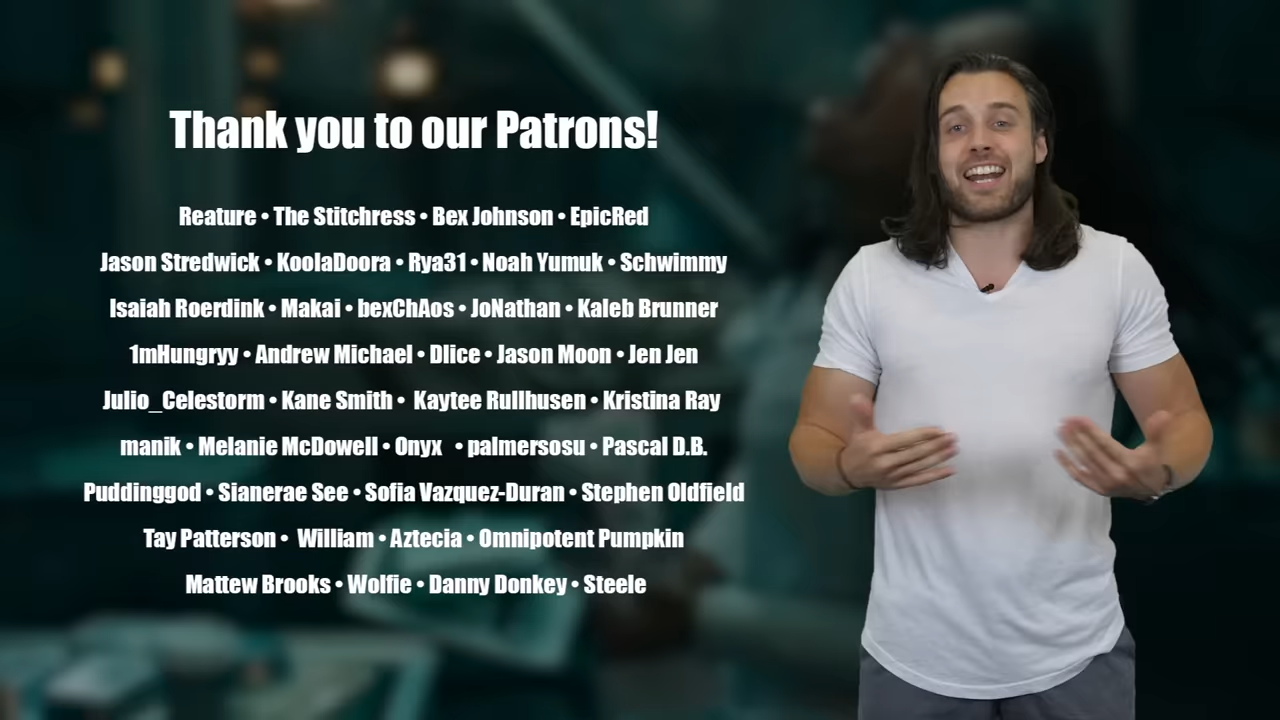 Thank you to our Patrons!
Reature • The Stitchress • Bex Johnson • EpicRed
Jason Stredwick • KoolaDoora • Rya31 • Noah Yumuk • Schwimmy
Isaiah Roerdink • Makai • bexChAos • JoNathan • Kaleb Brunner
1mHungryy • Andrew Michael • Dlice • Jason Moon • Jen Jen
Julio_Celestorm • Kane Smith • Kaytee Rullhusen • Kristina Ray
manik • Melanie McDowell • Onyx • palmersosu • Pascal D.B.
Puddinggod • Sianerae See • Sofia Vazquez-Duran • Stephen Oldfield
Tay Patterson • William • Aztecia • Omnipotent Pumpkin
Mattew Brooks • Wolfie • Danny Donkey • Steele